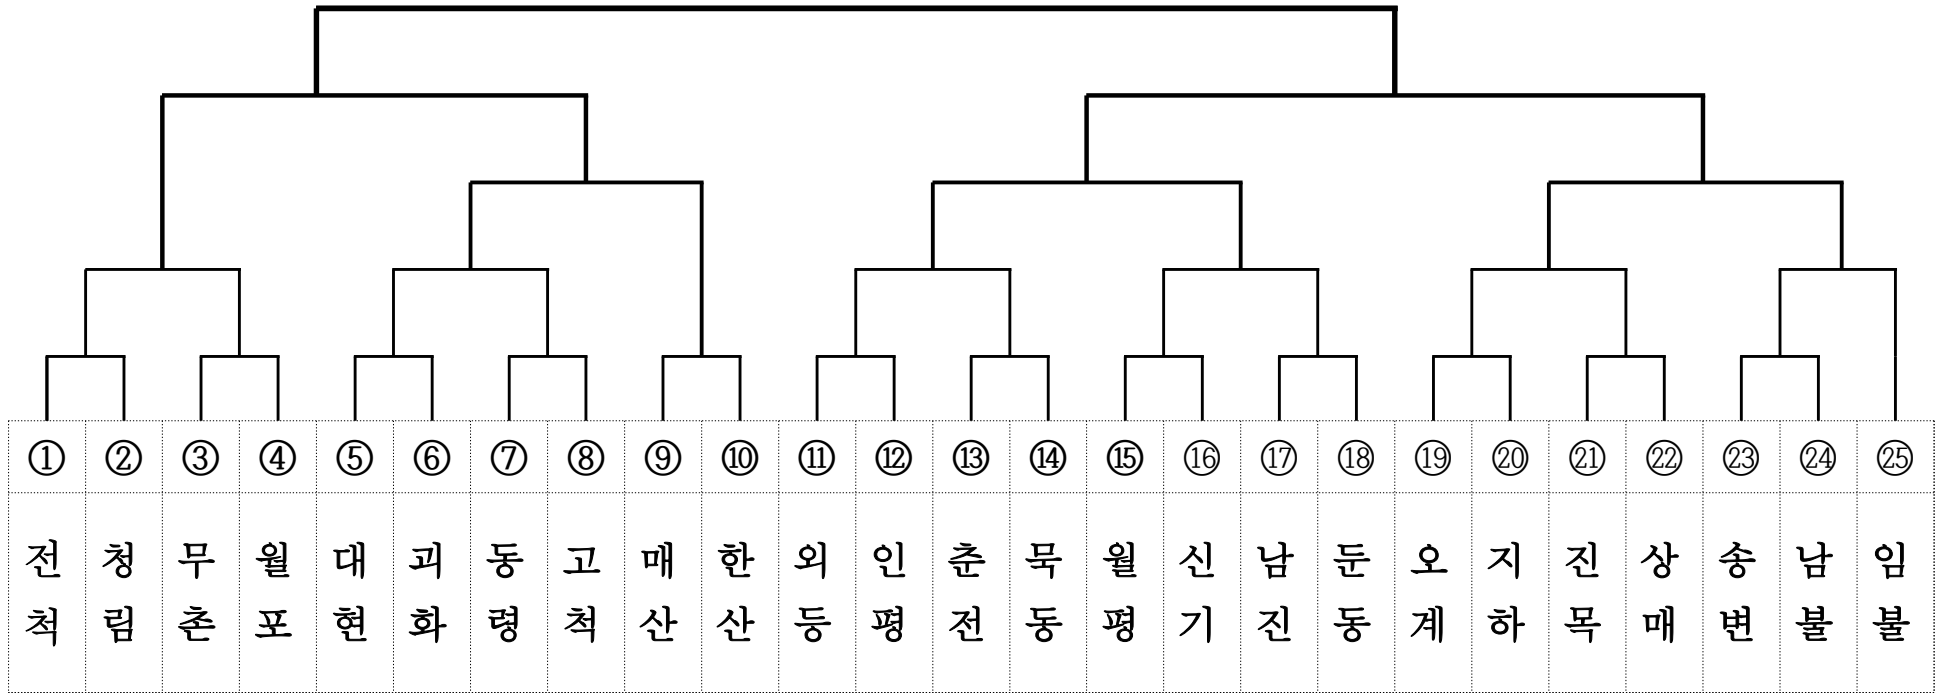 ① ② ③ ④ ⑤ ⑥ ⑦ ⑧ ⑨ ⑩ ⑪ ⑫ ⑬ ⑭ ⑮ ⑯ ⑰ ⑱ ⑲ ⑳ ㉑ ㉒ ㉓ ㉔ ㉕
전 청 무 월 대 괴 동 고 매 한 외 인 춘 묵 월 신 남 둔 오 지 진 상 송 남 임
척 림 촌 포 현 화 령 척 산 산 등 평 전 동 평 기 진 동 계 하 목 매 변 불 불